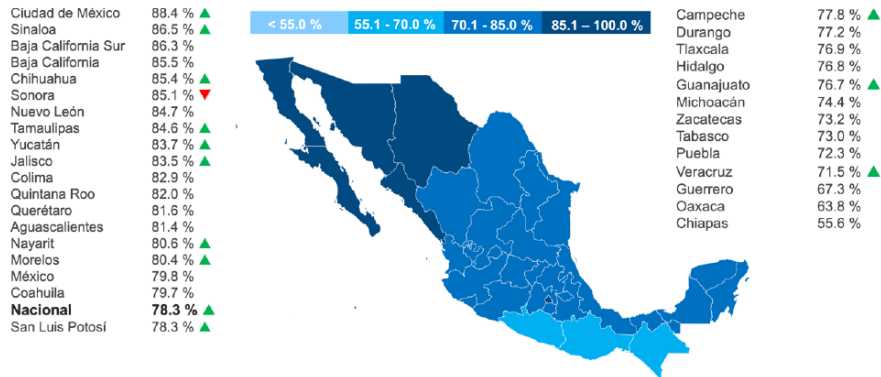 Ciudad de México 88.4 %
Sinaloa 86.5 %
Baja California Sur 86.3 %
Baja California 85.5 %
Chihuahua 85.4 %
Sonora 85.1 %
Nuevo León 84.7 %
Tamaulipas 84.6 %
Yucatán 83.7 %
Jalisco 83.5 %
Colima 82.9 %
Quintana Roo 82.0 %
Querétaro 81.6 %
Aguascalientes 81.4 %
Nayarit 80.6 %
Morelos 80.4 %
México 79.8 %
Coahuila 79.7 %
Nacional 78.3 %
San Luis Potosí 78.3 %
< 55.0 % 55.1 - 70.0 % 70.1 - 85.0 % 85.1 – 100.0 %
Campeche 77.8 %
Durango 77.2 %
Tlaxcala 76.9 %
Hidalgo 76.8 %
Guanajuato 76.7 %
Michoacán 74.4 %
Zacatecas 73.2 %
Tabasco 73.0 %
Puebla 72.3 %
Veracruz 71.5 %
Guerrero 67.3 %
Oaxaca 63.8 %
Chiapas 55.6 %